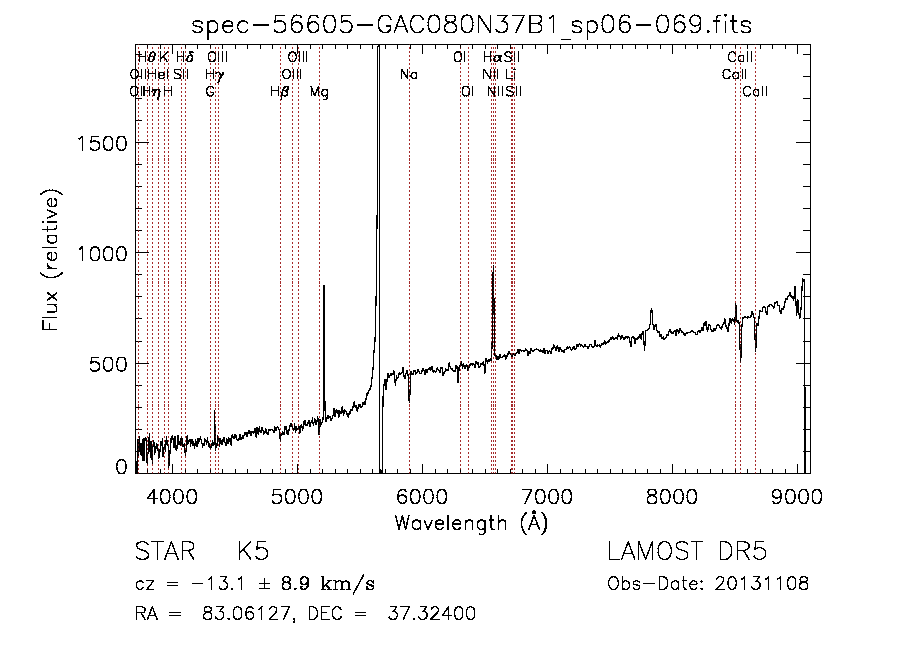 spec-56605-GAC080N37B1_sp06-069.fits
Hθ K Hδ OIII OIII OI Hα SII CaII
OII HeI SII Hγ OIII NII Li CaII
OII Hη H G Hβ Mg Na OI NII SII CaII
1500
1000
500
0
Flux (relative)
4000 5000 6000 7000 8000 9000
Wavelength (Å)
STAR K5 LAMOST DR5
cz = −13.1 ± 8.9 km/s Obs-Date: 20131108
RA = 83.06127, DEC = 37.32400